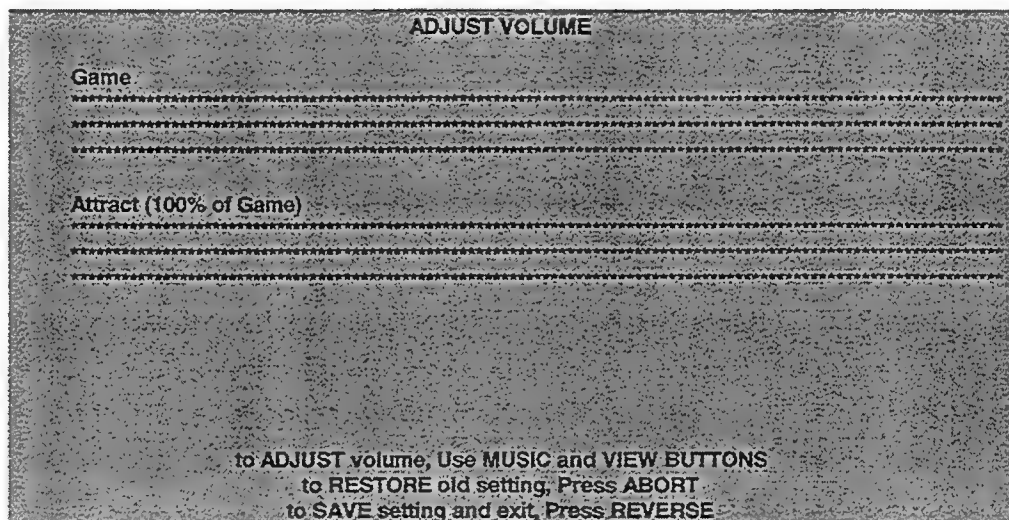 ADJUST VOLUME
Game
Attract (100% of Game)
to ADJUST volume, Use MUSIC and VIEW BUTTONS
to RESTORE old setting, Press ABORT
to SAVE setting and exit, Press REVERSE